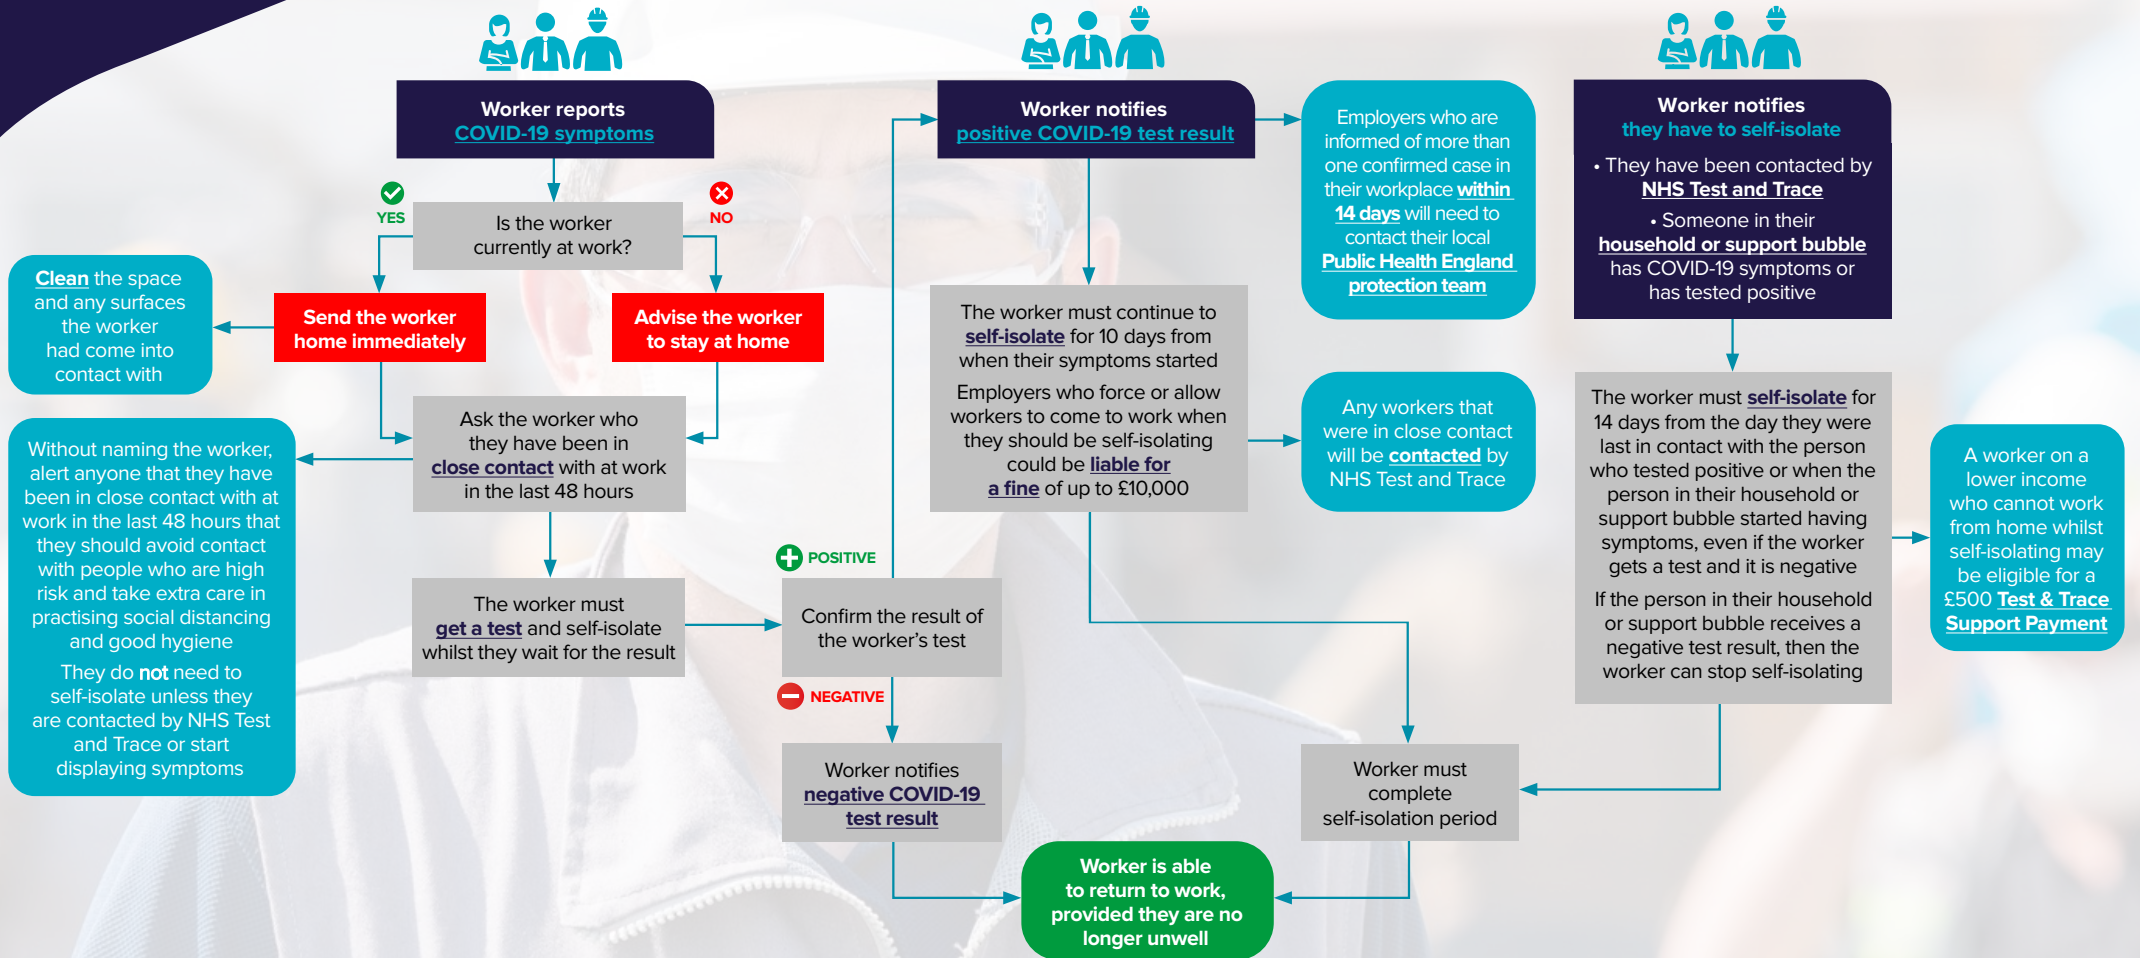 Worker reports
COVID-19 symptoms
YES
NO
Is the worker
currently at work?
Send the worker
home immediately
Advise the worker
to stay at home
Clean the space
and any surfaces
the worker
had come into
contact with
Ask the worker who
they have been in
close contact with at work
in the last 48 hours
Without naming the worker,
alert anyone that they have
been in close contact with at
work in the last 48 hours that
they should avoid contact
with people who are high
risk and take extra care in
practising social distancing
and good hygiene
They do not need to
self-isolate unless they
are contacted by NHS Test
and Trace or start
displaying symptoms
The worker must
get a test and self-isolate
whilst they wait for the result
POSITIVE
Confirm the result of
the worker's test
NEGATIVE
Worker notifies
negative COVID-19
test result
Worker notifies
positive COVID-19 test result
Employers who are
informed of more than
one confirmed case in
their workplace within
14 days will need to
contact their local
Public Health England
protection team
The worker must continue to
self-isolate for 10 days from
when their symptoms started
Employers who force or allow
workers to come to work when
they should be self-isolating
could be liable for
a fine of up to £10,000
Any workers that
were in close contact
will be contacted by
NHS Test and Trace
Worker notifies
they have to self-isolate
• They have been contacted by
NHS Test and Trace
• Someone in their
household or support bubble
has COVID-19 symptoms or
has tested positive
The worker must self-isolate for
14 days from the day they were
last in contact with the person
who tested positive or when the
person in their household or
support bubble started having
symptoms, even if the worker
gets a test and it is negative
If the person in their household
or support bubble receives a
negative test result, then the
worker can stop self-isolating
A worker on a
lower income
who cannot work
from home whilst
self-isolating may
be eligible for a
£500 Test & Trace
Support Payment
Worker must
complete
self-isolation period
Worker is able
to return to work,
provided they are no
longer unwell